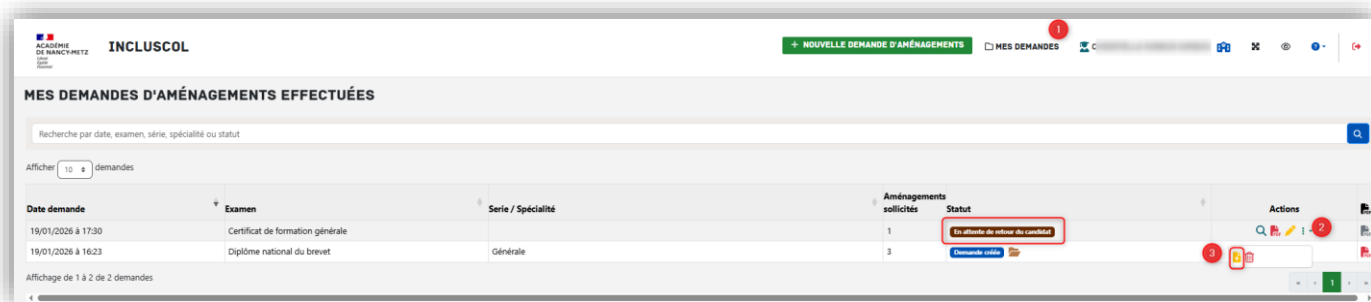 1
ACADÉMIE
DE NANCY-METZ
Liberté
Égalité
Fraternité
INCLUSCOL
+ NOUVELLE DEMANDE D'AMÉNAGEMENTS
MES DEMANDES
C
?
MES DEMANDES D'AMÉNAGEMENTS EFFECTUÉES
Recherche par date, examen, série, spécialité ou statut
Afficher 10 demandes
Date demande Examen Serie / Spécialité Aménagements sollicités Statut Actions
19/01/2026 à 17:30 Certificat de formation générale 1 En attente de retour du candidat 2
19/01/2026 à 16:23 Diplôme national du brevet Générale 3 Demande créée 3
Affichage de 1 à 2 de 2 demandes
« ‹ 1 › »